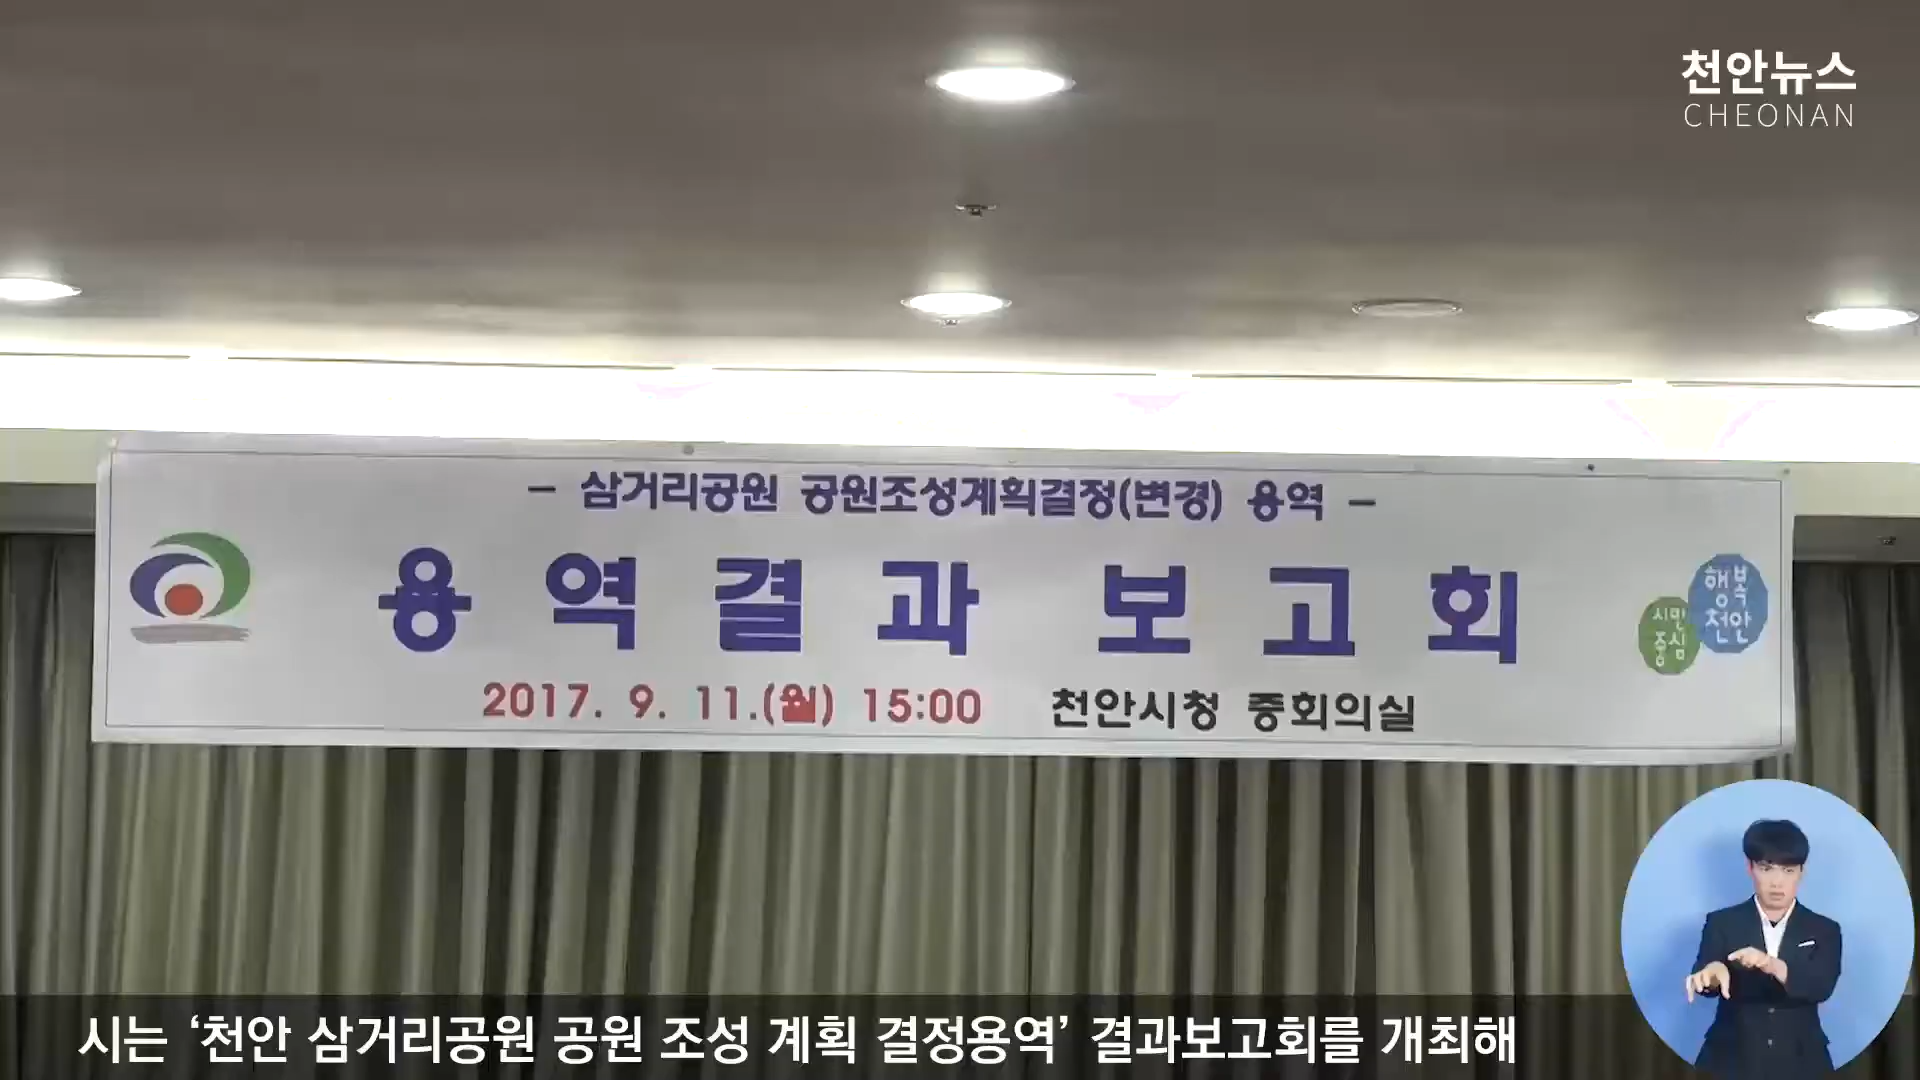 천안뉴스
CHEONAN
- 삼거리공원 공원조성계획결정(변경) 용역 -
용역결과 보고회
2017. 9. 11.(월) 15:00 천안시청 중회의실
행복
천안
시민
중심
시는 ‘천안 삼거리공원 공원 조성 계획 결정용역’ 결과보고회를 개최해